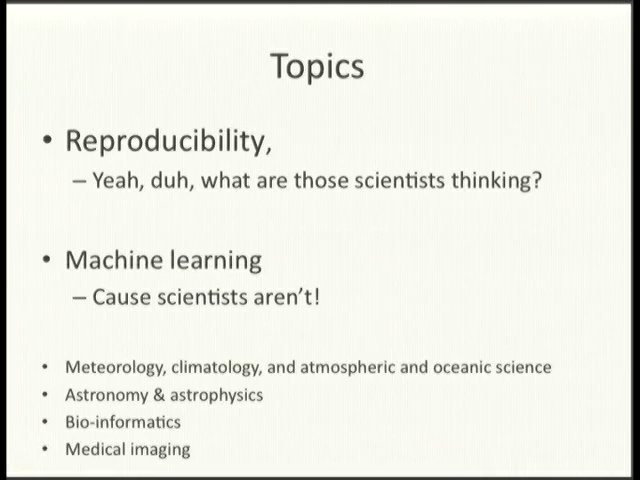 Topics
• Reproducibility,
– Yeah, duh, what are those scientists thinking?
• Machine learning
– Cause scientists aren't!
• Meteorology, climatology, and atmospheric and oceanic science
• Astronomy & astrophysics
• Bio-informatics
• Medical imaging